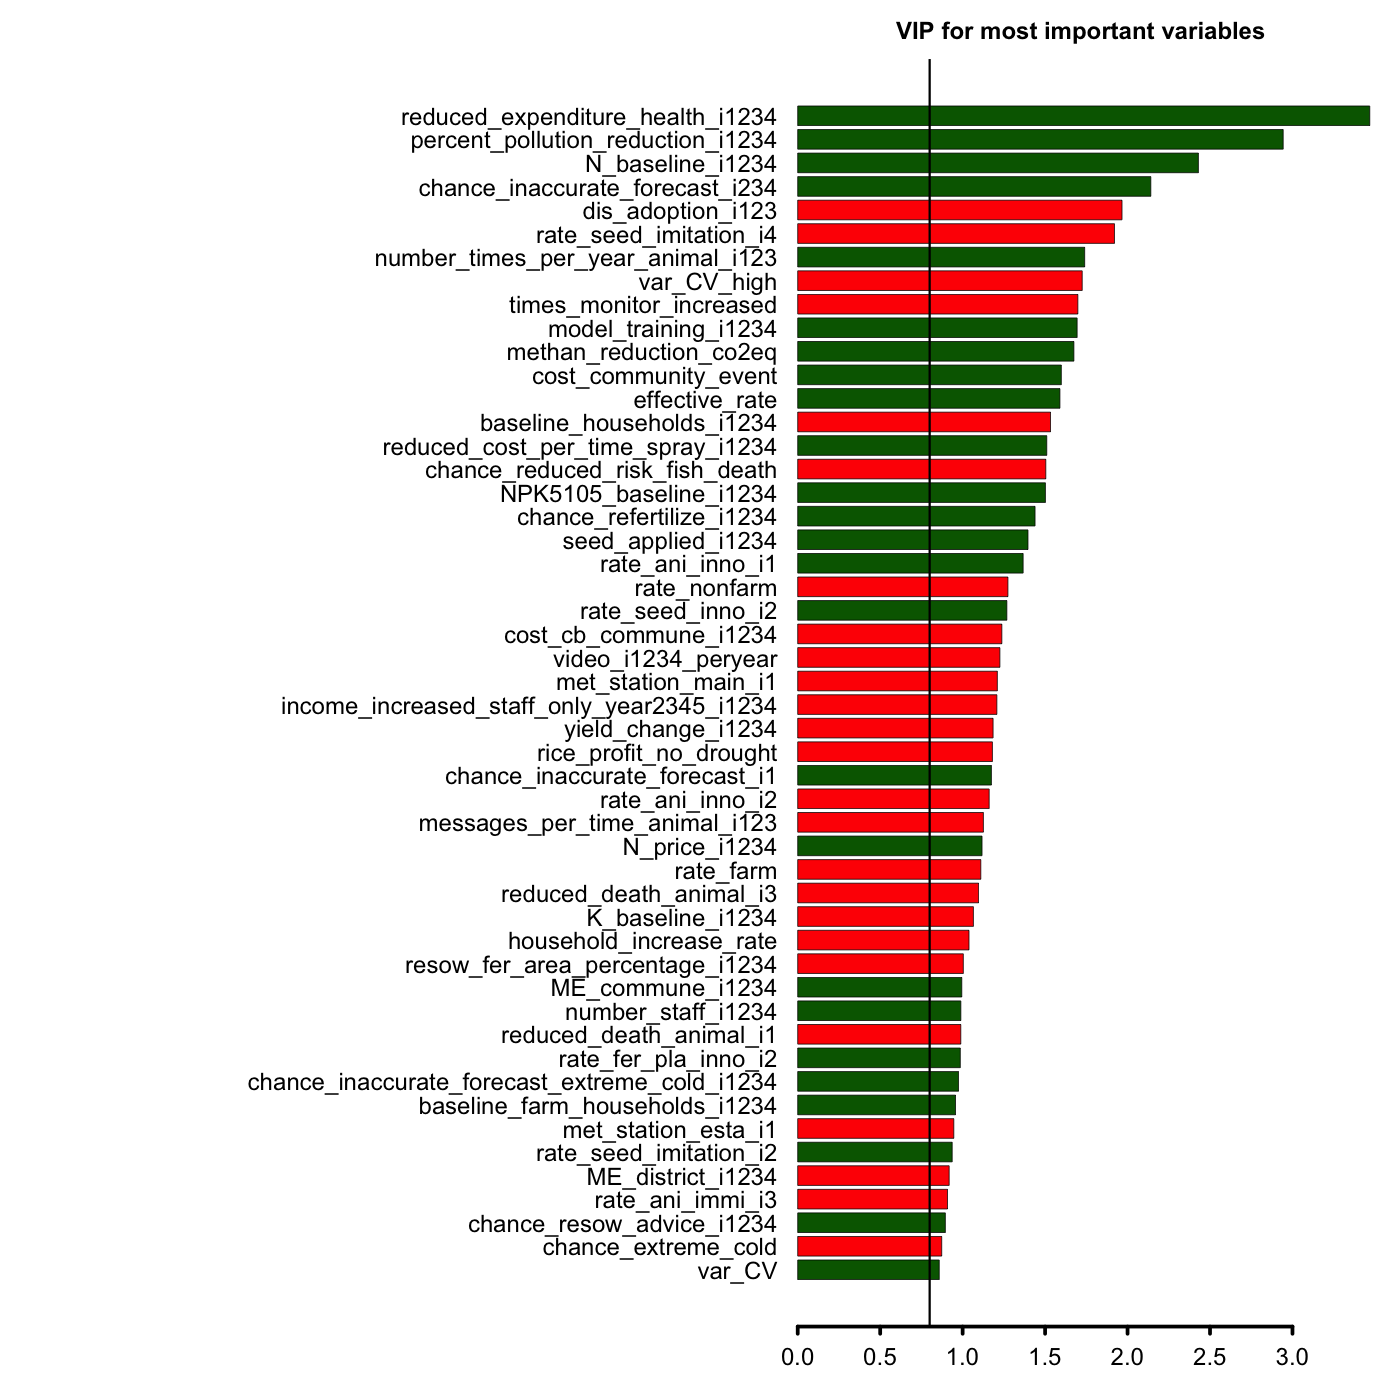 VIP for most important variables
reduced_expenditure_health_i1234
percent_pollution_reduction_i1234
N_baseline_i1234
chance_inaccurate_forecast_i234
dis_adoption_i123
rate_seed_imitation_i4
number_times_per_year_animal_i123
var_CV_high
times_monitor_increased
model_training_i1234
methan_reduction_co2eq
cost_community_event
effective_rate
baseline_households_i1234
reduced_cost_per_time_spray_i1234
chance_reduced_risk_fish_death
NPK5105_baseline_i1234
chance_refertilize_i1234
seed_applied_i1234
rate_ani_inno_i1
rate_nonfarm
rate_seed_inno_i2
cost_cb_commune_i1234
video_i1234_peryear
met_station_main_i1
income_increased_staff_only_year2345_i1234
yield_change_i1234
rice_profit_no_drought
chance_inaccurate_forecast_i1
rate_ani_inno_i2
messages_per_time_animal_i123
N_price_i1234
rate_farm
reduced_death_animal_i3
K_baseline_i1234
household_increase_rate
resow_fer_area_percentage_i1234
ME_commune_i1234
number_staff_i1234
reduced_death_animal_i1
rate_fer_pla_inno_i2
chance_inaccurate_forecast_extreme_cold_i1234
baseline_farm_households_i1234
met_station_esta_i1
rate_seed_imitation_i2
ME_district_i1234
rate_ani_immi_i3
chance_resow_advice_i1234
chance_extreme_cold
var_CV
0.0 0.5 1.0 1.5 2.0 2.5 3.0